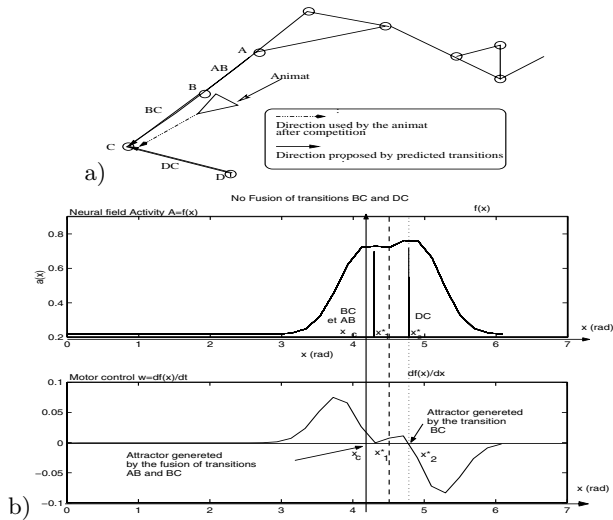 A
AB
B
Animat
BC
C
DC
D
Direction used by the animat
after competition
Direction proposed by predicted transitions
a)
No Fusion of transitions BC and DC
Neural field Activity A=f(x)
f(x)
0.8
0.6
0.4
0.2
a(x)
BC
et AB
DC
x
x*
x (rad)
0 1 2 3 4 5 6 7
x (rad)
Motor control w=df(x)/dt
df(x)/dx
0.1
0.05
0
-0.05
-0.1
Attractor genereted
by the transition
BC
Attractor genereted
by the fusion of transitions
AB and BC
x c
x* 1
x* 2
x (rad)
0 1 2 3 4 5 6 7
b)